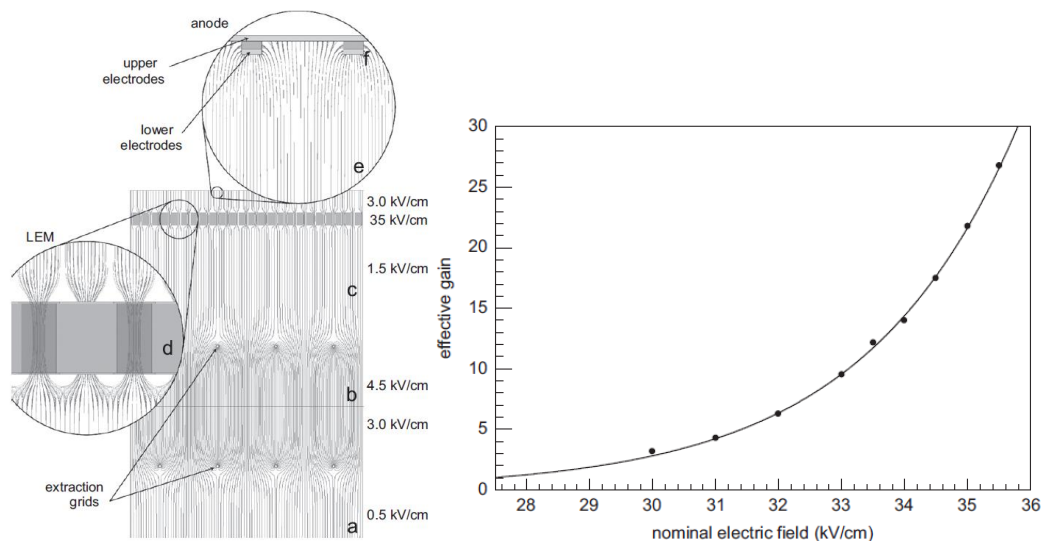 anode
upper
electrodes
f
lower
electrodes
e
3.0 kV/cm
35 kV/cm
LEM
1.5 kV/cm
c
d
4.5 kV/cm
b
3.0 kV/cm
extraction
grids
0.5 kV/cm
a
30
25
20
15
10
5
0
effective gain
28 29 30 31 32 33 34 35 36
nominal electric field (kV/cm)